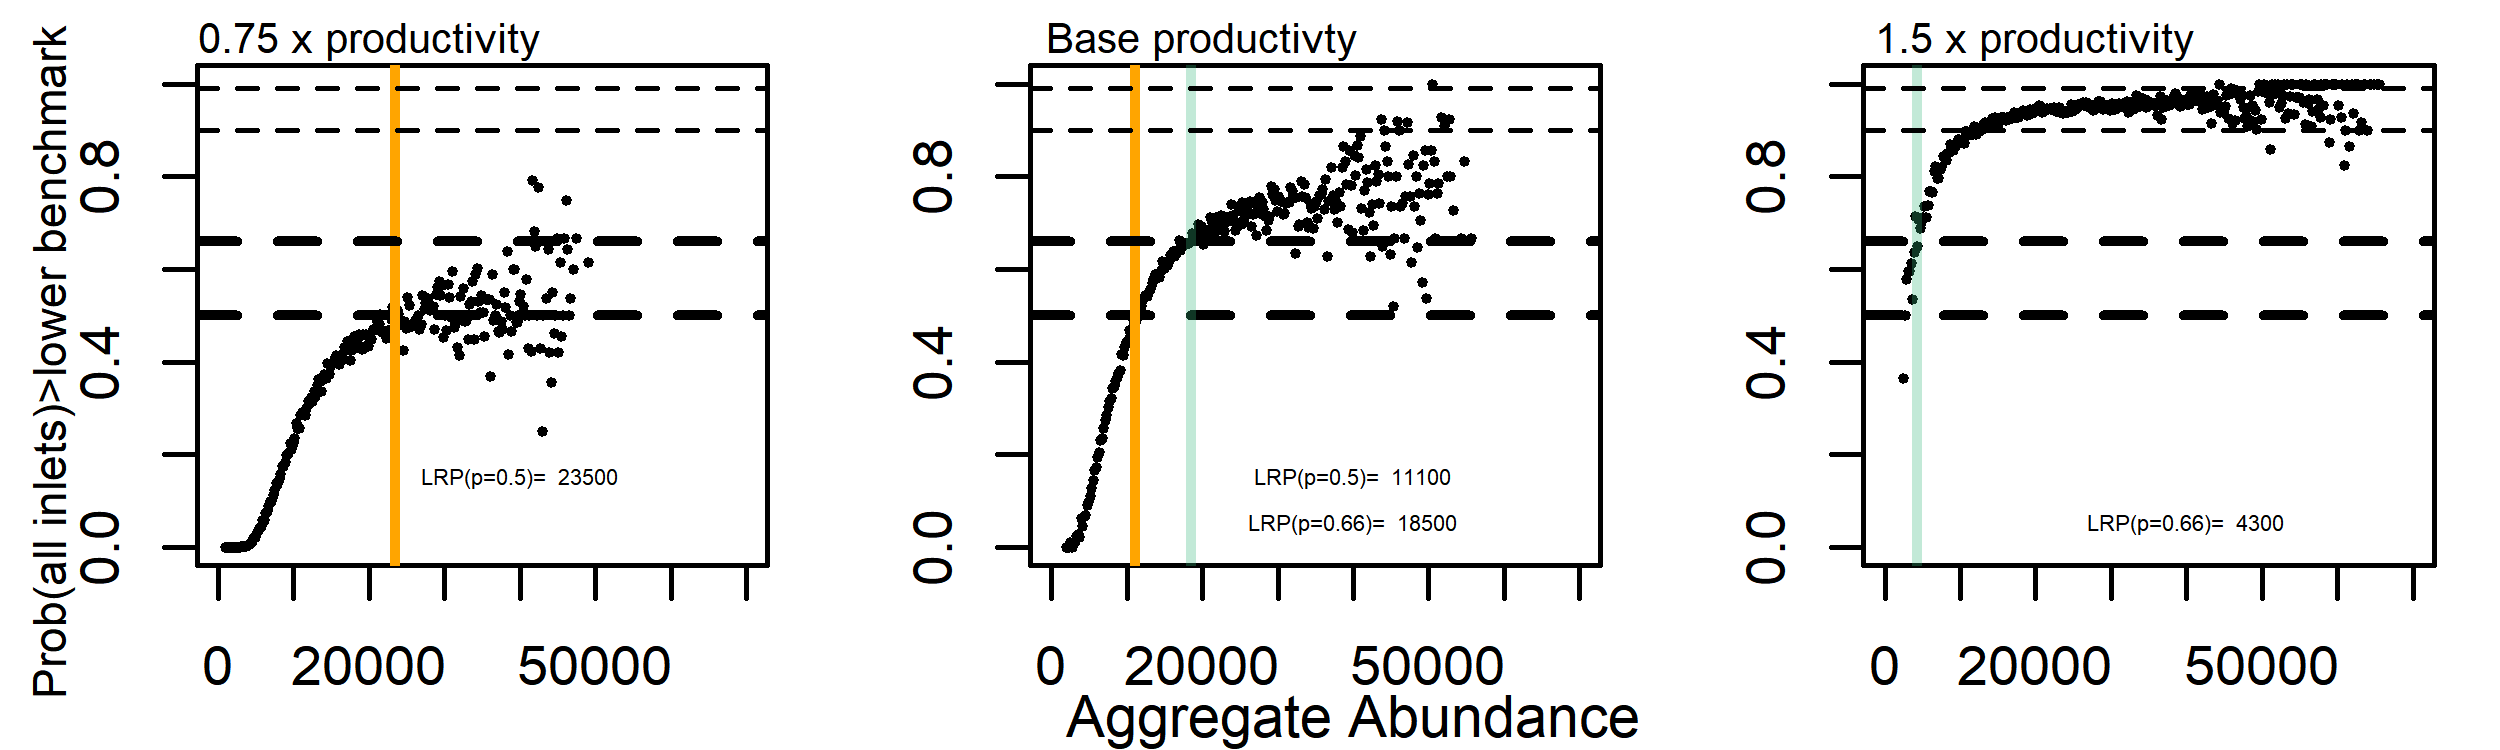 Prob(all inlets)>lower benchmark
0.75 x productivity
0.8
0.4
0.0
LRP(p=0.5)= 23500
0 20000 50000
Base productivty
0.8
0.4
0.0
LRP(p=0.5)= 11100
LRP(p=0.66)= 18500
0 20000 50000
1.5 x productivity
0.8
0.4
0.0
LRP(p=0.66)= 4300
0 20000 50000
Aggregate Abundance